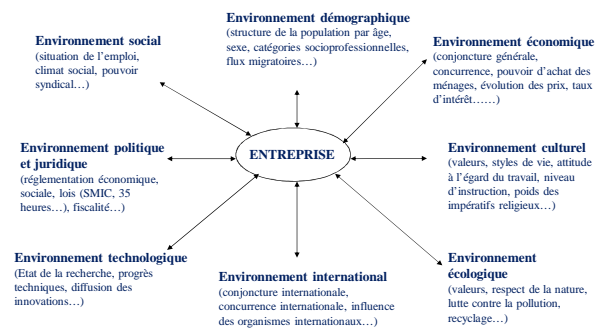 Environnement démographique
(structure de la population par âge,
sexe, catégories socioprofessionnelles,
flux migratoires…)
Environnement social
(situation de l’emploi,
climat social, pouvoir
syndical…)
Environnement économique
(conjoncture générale,
concurrence, pouvoir d’achat des
ménages, évolution des prix, taux
d’intérêt……)
Environnement politique
et juridique
(réglementation économique,
sociale, lois (SMIC, 35
heures…), fiscalité…)
ENTREPRISE
Environnement culturel
(valeurs, styles de vie, attitude
à l’égard du travail, niveau
d’instruction, poids des
impératifs religieux…)
Environnement technologique
(Etat de la recherche, progrès
techniques, diffusion des
innovations…)
Environnement international
(conjoncture internationale,
concurrence internationale, influence
des organismes internationaux…)
Environnement
écologique
(valeurs, respect de la nature,
lutte contre la pollution,
recyclage…)